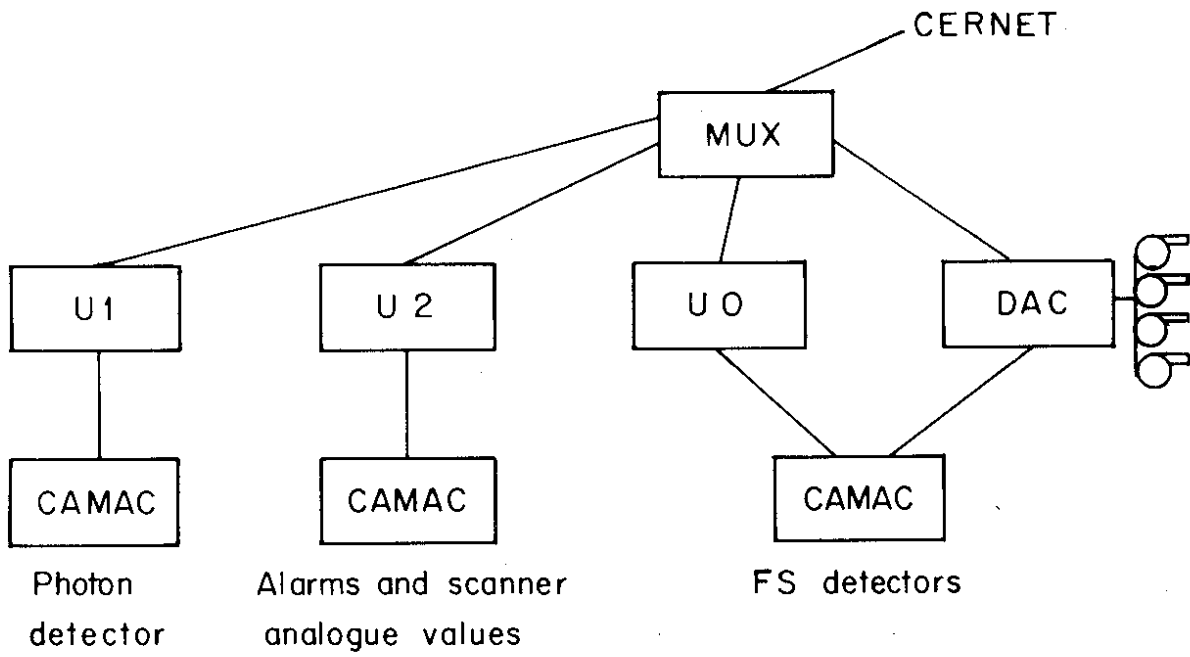 CERNET
MUX
U1
U 2
U O
DAC
CAMAC
CAMAC
CAMAC
Photon
detector
Alarms and scanner
analogue values
FS detectors